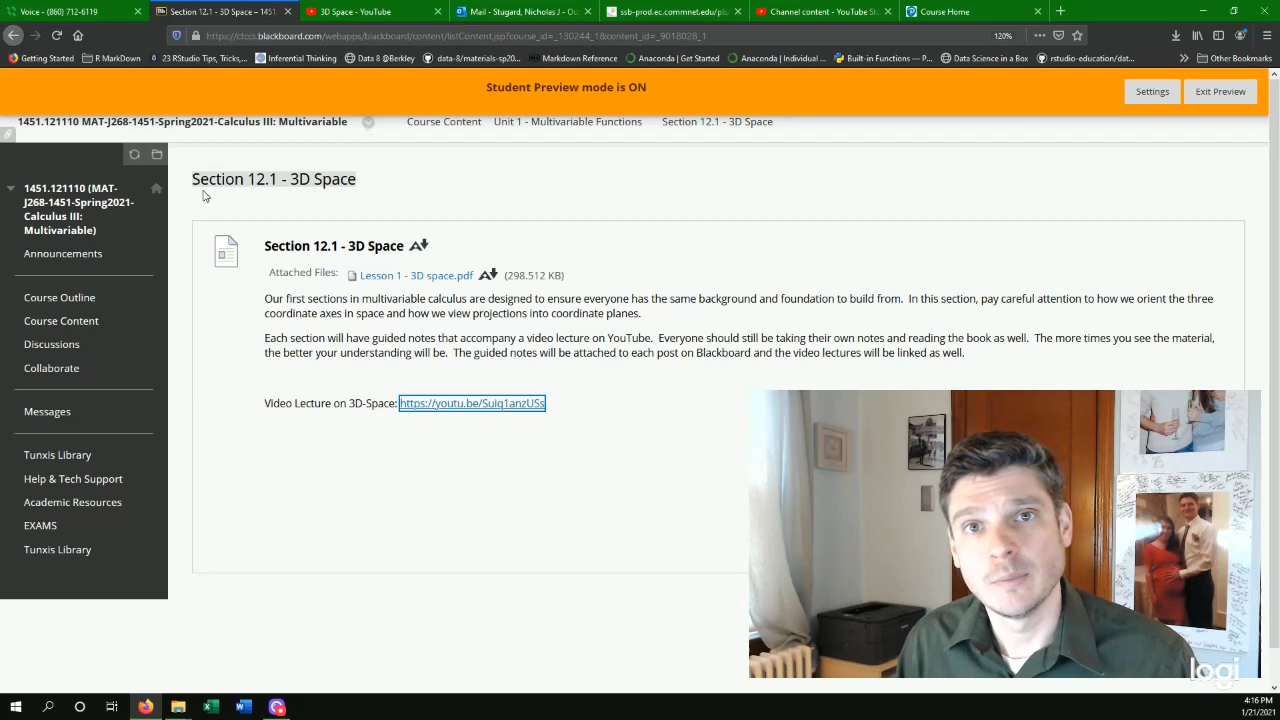 Voice - (860) 712-6119
Section 12.1 - 3D Space – 1451.
3D Space - YouTube
Mail - Stugard, Nicholas J - Ou
ssb-prod.ec.commnet.edu/pl
Channel content - YouTube St
Course Home
https://ctccs.blackboard.com/webapps/blackboard/content/listContent.jsp?course_id=_130244_1&content_id=_9018028_1
120%
Getting Started
R MarkDown
23 RStudio Tips, Tricks,...
Inferential Thinking
Data 8 @Berkley
data-8/materials-sp20...
Markdown Reference
Anaconda | Get Started
Anaconda | Individual ...
Built-in Functions — P...
Data Science in a Box
rstudio-education/dat...
Other Bookmarks
Student Preview mode is ON
Settings
Exit Preview
1451.121110 MAT-J268-1451-Spring2021-Calculus III: Multivariable
Course Content
Unit 1 - Multivariable Functions
Section 12.1 - 3D Space
1451.121110 (MAT-
J268-1451-Spring2021-
Calculus III:
Multivariable)
Announcements
Course Outline
Course Content
Discussions
Collaborate
Messages
Tunxis Library
Help & Tech Support
Academic Resources
EXAMS
Tunxis Library
Section 12.1 - 3D Space
Section 12.1 - 3D Space
Attached Files:
Lesson 1 - 3D space.pdf
(298.512 KB)
Our first sections in multivariable calculus are designed to ensure everyone has the same background and foundation to build from. In this section, pay careful attention to how we orient the three
coordinate axes in space and how we view projections into coordinate planes.
Each section will have guided notes that accompany a video lecture on YouTube. Everyone should still be taking their own notes and reading the book as well. The more times you see the material,
the better your understanding will be. The guided notes will be attached to each post on Blackboard and the video lectures will be linked as well.
Video Lecture on 3D-Space: https://youtu.be/Suiq1anzUSs
logi
4:16 PM
1/21/2021